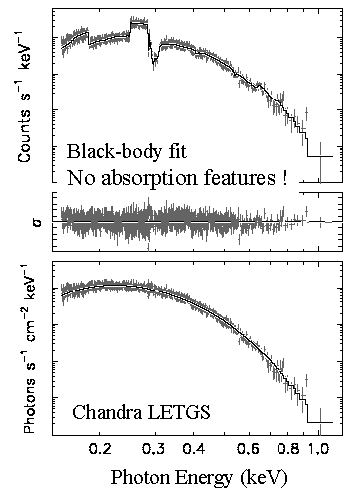 Counts s⁻¹ keV⁻¹
Black-body fit
No absorption features !
σ
Photons s⁻¹ cm⁻² keV⁻¹
Chandra LETGS
0.2 0.3 0.4 0.6 0.8 1.0
Photon Energy (keV)